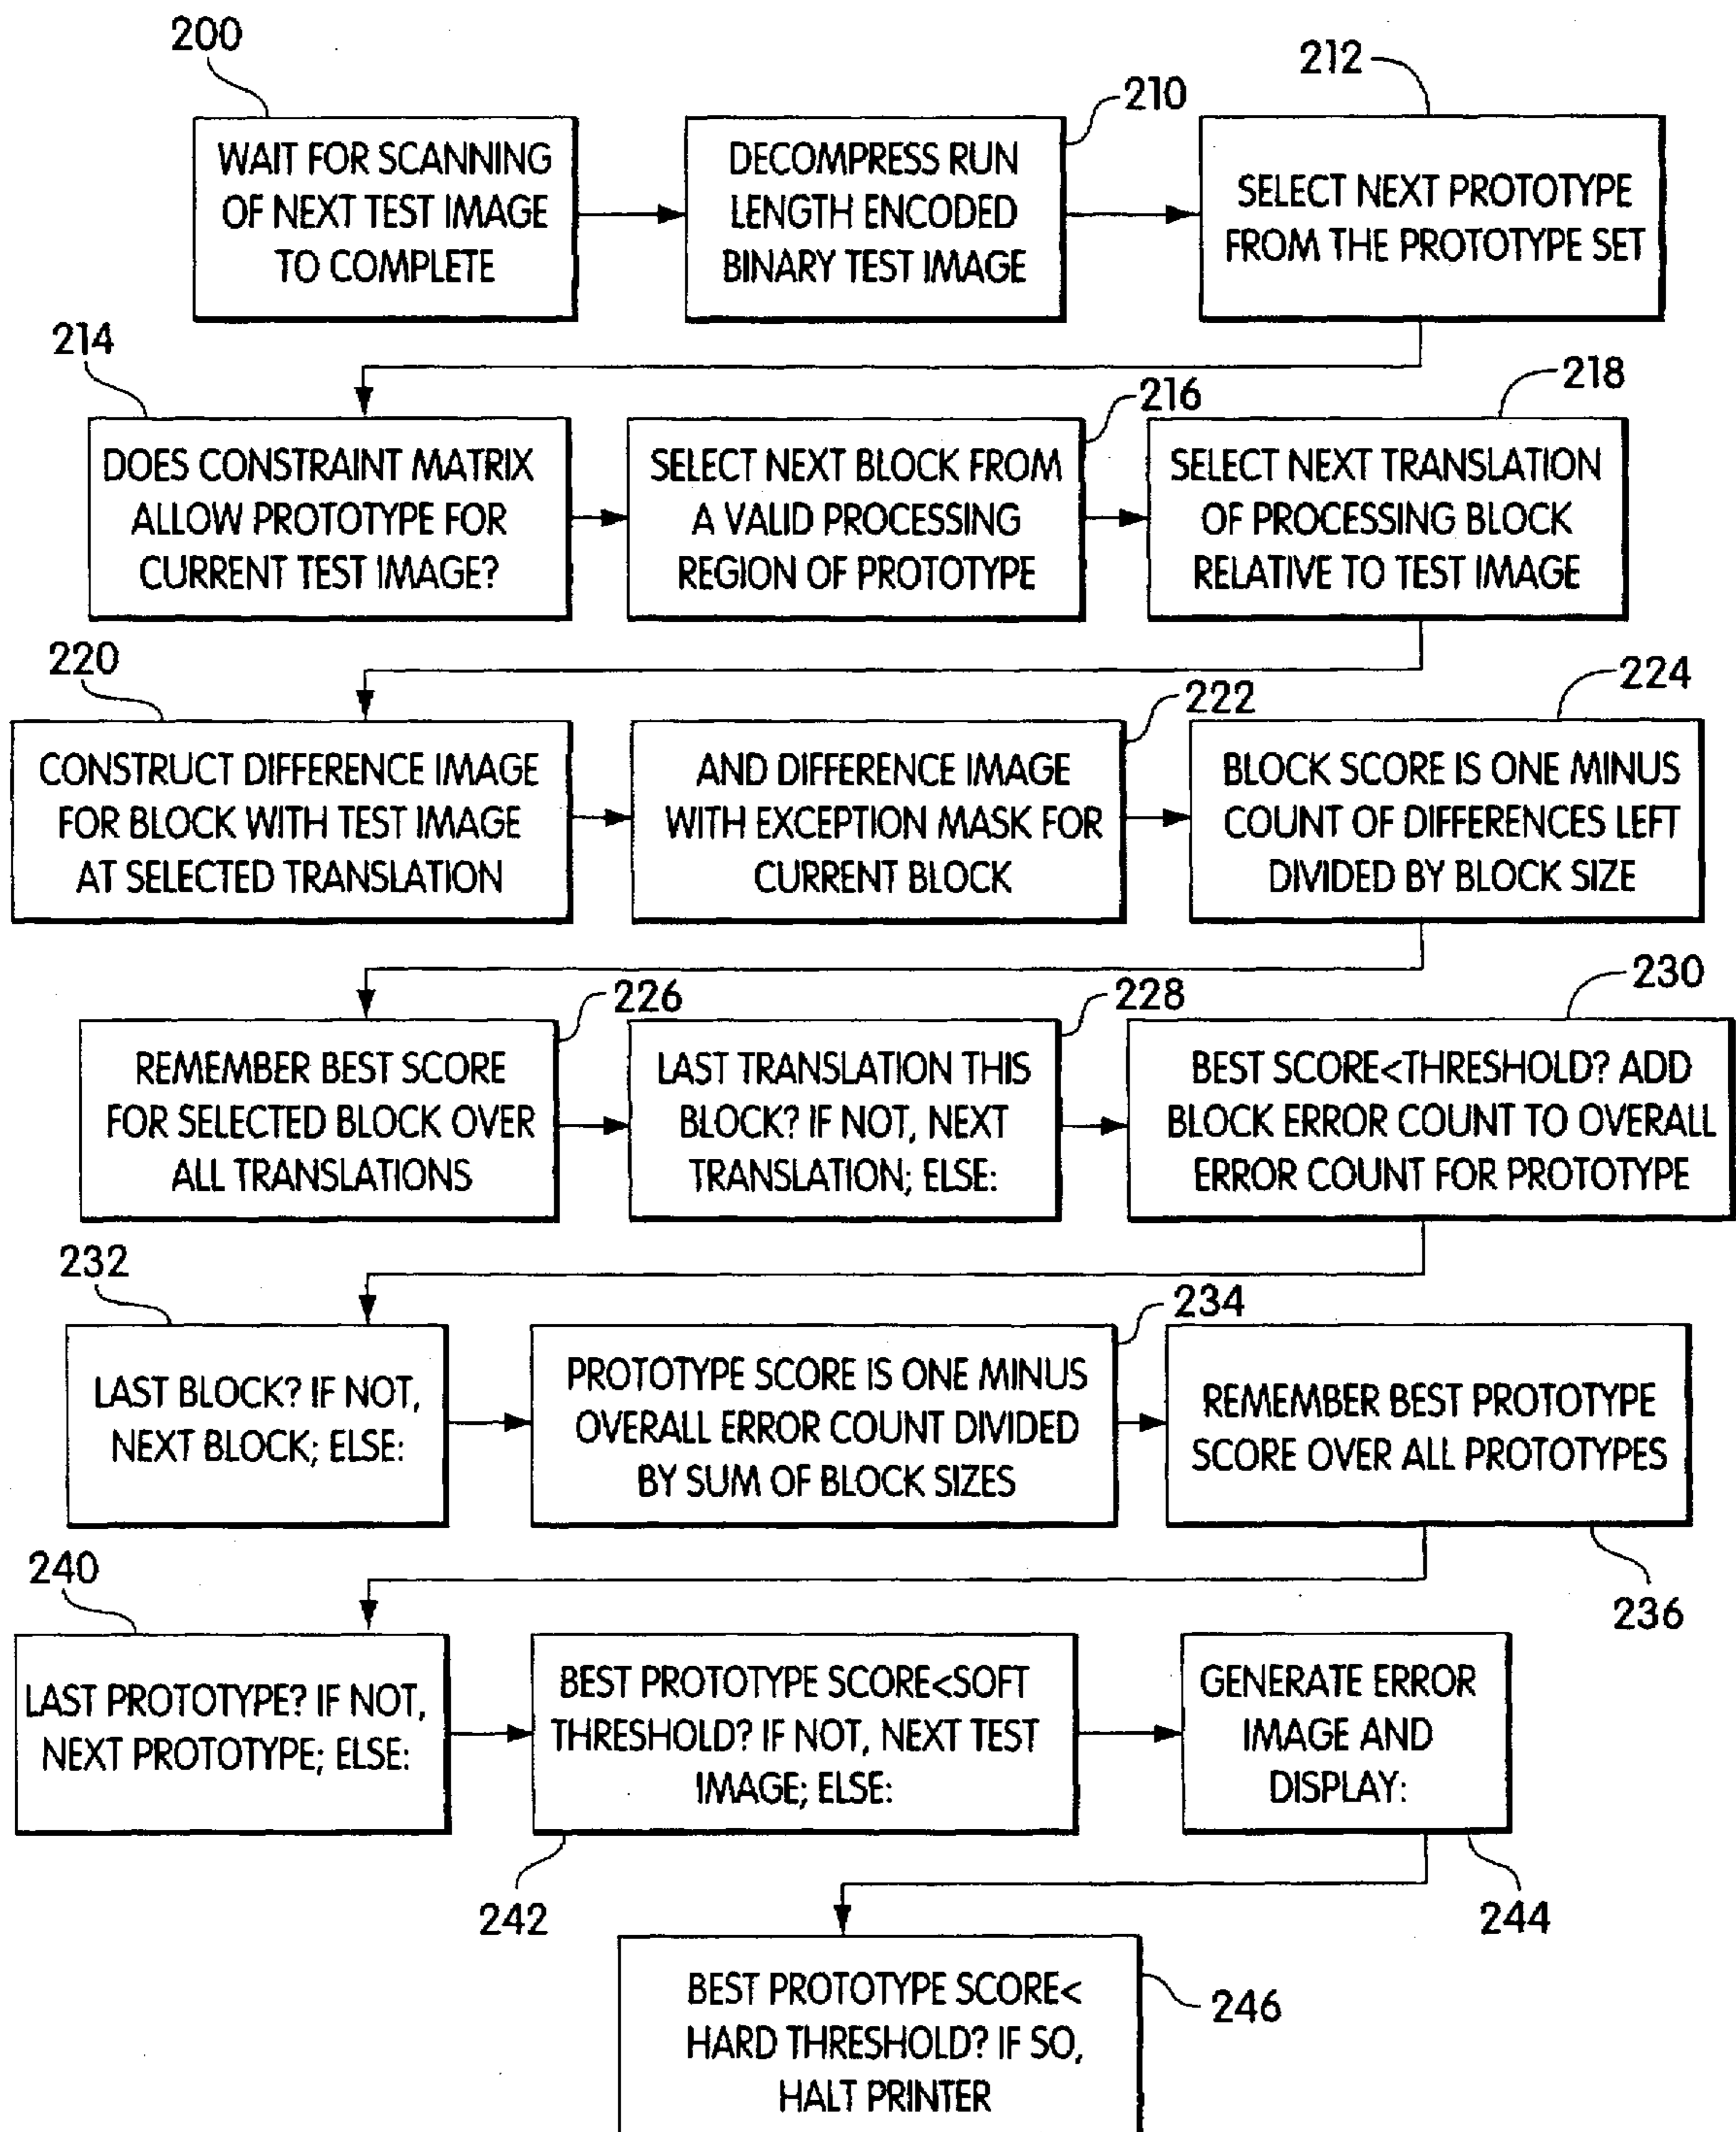 200
WAIT FOR SCANNING
OF NEXT TEST IMAGE
TO COMPLETE
210
DECOMPRESS RUN
LENGTH ENCODED
BINARY TEST IMAGE
212
SELECT NEXT PROTOTYPE
FROM THE PROTOTYPE SET
214
DOES CONSTRAINT MATRIX
ALLOW PROTOTYPE FOR
CURRENT TEST IMAGE?
216
SELECT NEXT BLOCK FROM
A VALID PROCESSING
REGION OF PROTOTYPE
218
SELECT NEXT TRANSLATION
OF PROCESSING BLOCK
RELATIVE TO TEST IMAGE
220
CONSTRUCT DIFFERENCE IMAGE
FOR BLOCK WITH TEST IMAGE
AT SELECTED TRANSLATION
222
AND DIFFERENCE IMAGE
WITH EXCEPTION MASK FOR
CURRENT BLOCK
224
BLOCK SCORE IS ONE MINUS
COUNT OF DIFFERENCES LEFT
DIVIDED BY BLOCK SIZE
226
REMEMBER BEST SCORE
FOR SELECTED BLOCK OVER
ALL TRANSLATIONS
228
LAST TRANSLATION THIS
BLOCK? IF NOT, NEXT
TRANSLATION; ELSE:
230
BEST SCORE<THRESHOLD? ADD
BLOCK ERROR COUNT TO OVERALL
ERROR COUNT FOR PROTOTYPE
232
LAST BLOCK? IF NOT,
NEXT BLOCK; ELSE:
234
PROTOTYPE SCORE IS ONE MINUS
OVERALL ERROR COUNT DIVIDED
BY SUM OF BLOCK SIZES
REMEMBER BEST PROTOTYPE
SCORE OVER ALL PROTOTYPES
236
240
LAST PROTOTYPE? IF NOT,
NEXT PROTOTYPE; ELSE:
BEST PROTOTYPE SCORE<SOFT
THRESHOLD? IF NOT, NEXT TEST
IMAGE; ELSE:
242
GENERATE ERROR
IMAGE AND
DISPLAY:
244
BEST PROTOTYPE SCORE<
HARD THRESHOLD? IF SO,
HALT PRINTER
246